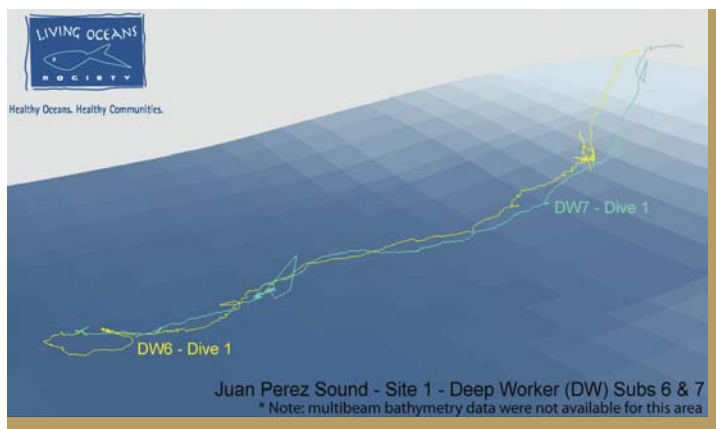 LIVING OCEANS
SOCIETY
Healthy Oceans. Healthy Communities.
DW7 - Dive 1
DW6 - Dive 1
Juan Perez Sound - Site 1 - Deep Worker (DW) Subs 6 & 7
* Note: multibeam bathymetry data were not available for this area